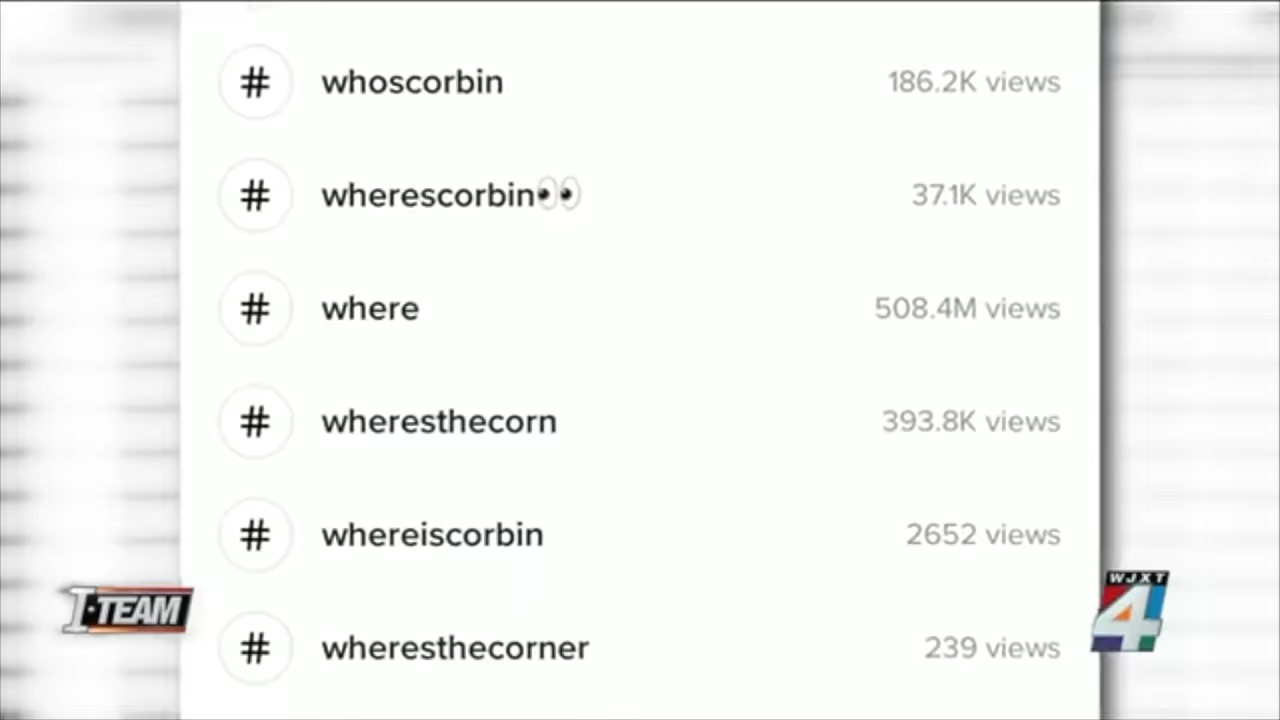 # whoscorbin 186.2K views
# wherescorbin👀 37.1K views
# where 508.4M views
# wheresthecorn 393.8K views
# whereiscorbin 2652 views
# wheresthecorner 239 views
I-TEAM
WJXT
4